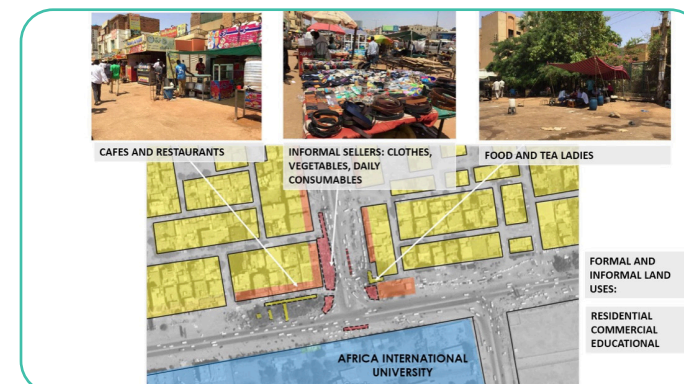 CAFES AND RESTAURANTS
INFORMAL SELLERS: CLOTHES,
VEGETABLES, DAILY
CONSUMABLES
FOOD AND TEA LADIES
FORMAL AND
INFORMAL LAND
USES:
RESIDENTIAL
COMMERCIAL
EDUCATIONAL
AFRICA INTERNATIONAL
UNIVERSITY